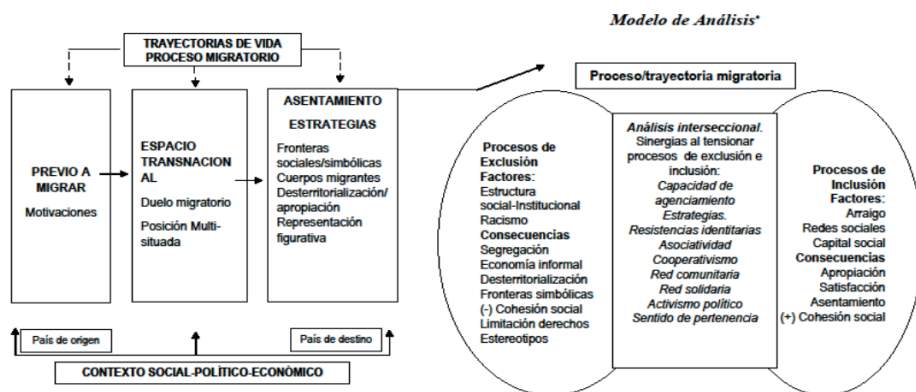 TRAYECTORIAS DE VIDA
PROCESO MIGRATORIO
PREVIO A
MIGRAR
Motivaciones
ESPACIO
TRANSNACION
AL
Duelo migratorio
Posición Multi-
situada
ASENTAMIENTO
ESTRATEGIAS
Fronteras
sociales/simbólicas
Cuerpos migrantes
Desterritorialización/
apropiación
Representación
figurativa
País de origen
País de destino
CONTEXTO SOCIAL-POLÍTICO-ECONÓMICO
Modelo de Análisis*
Proceso/trayectoria migratoria
Procesos de
Exclusión
Factores:
Estructura
social-Institucional
Racismo
Consecuencias
Segregación
Economía informal
Desterritorialización
Fronteras simbólicas
(-) Cohesión social
Limitación derechos
Estereotipos
Análisis interseccional.
Sinergias al tensionar
procesos de exclusión e
inclusión:
Capacidad de
agenciamiento
Estrategias.
Resistencias identitarias
Asociatividad
Cooperativismo
Red comunitaria
Red solidaria
Activismo político
Sentido de pertenencia
Procesos de
Inclusión
Factores:
Arraigo
Redes sociales
Capital social
Consecuencias
Apropiación
Satisfacción
Asentamiento
(+) Cohesión social